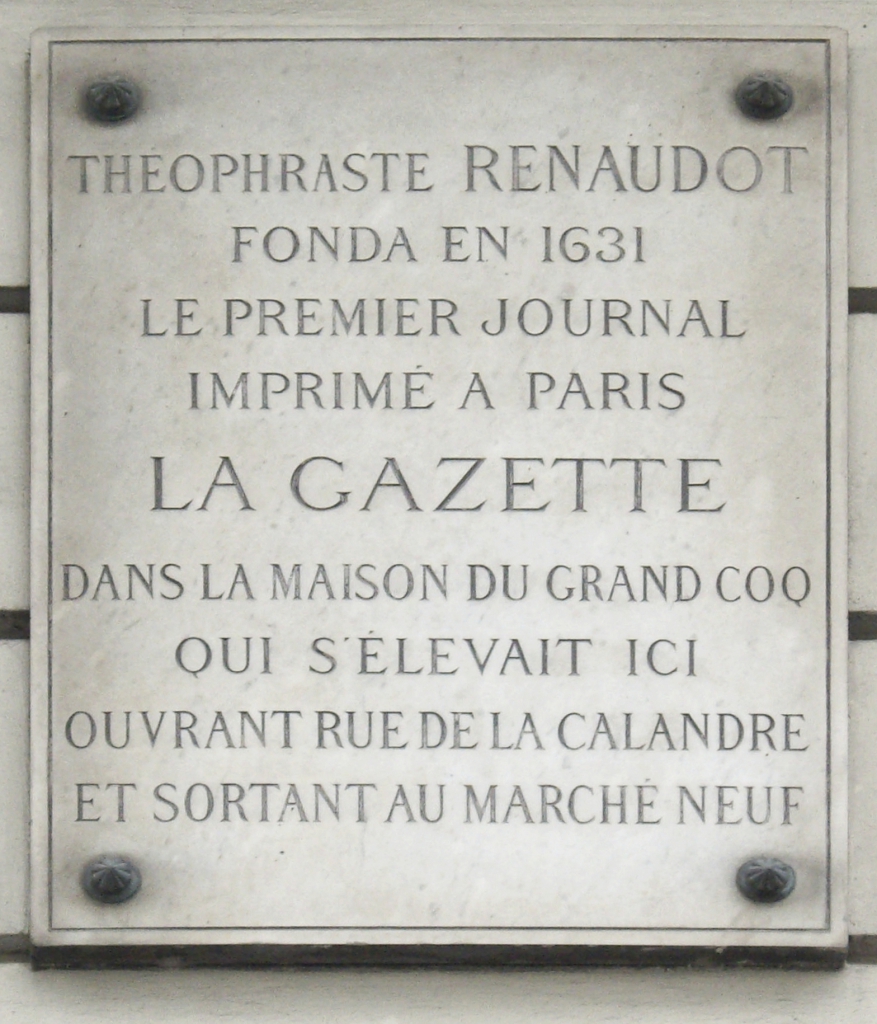 THÉOPHRASTE RENAUDOT
FONDA EN 1631
LE PREMIER JOURNAL
IMPRIMÉ A PARIS
LA GAZETTE
DANS LA MAISON DU GRAND COQ
QUI S'ÉLEVAIT ICI
OUVRANT RUE DE LA CALANDRE
ET SORTANT AU MARCHÉ NEUF